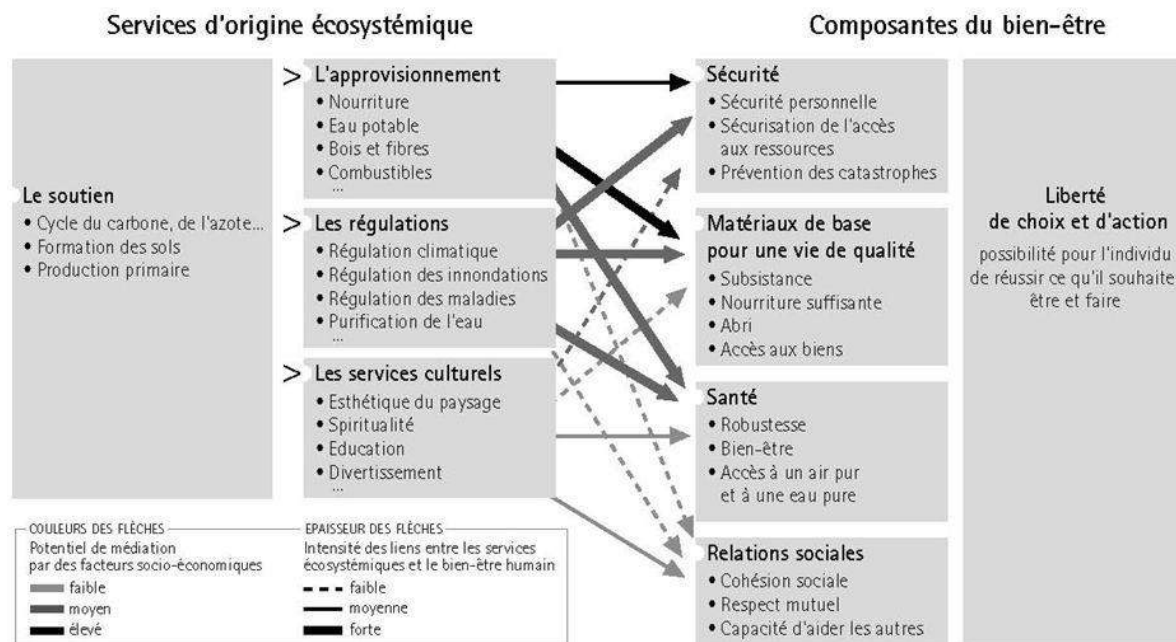 Services d'origine écosystémique
Composantes du bien-être
Le soutien
• Cycle du carbone, de l'azote...
• Formation des sols
• Production primaire
> L'approvisionnement
• Nourriture
• Eau potable
• Bois et fibres
• Combustibles
...
> Les régulations
• Régulation climatique
• Régulation des innondations
• Régulation des maladies
• Purification de l'eau
...
> Les services culturels
• Esthétique du paysage
• Spiritualité
• Education
• Divertissement
...
Sécurité
• Sécurité personnelle
• Sécurisation de l'accès
aux ressources
• Prévention des catastrophes
Matériaux de base
pour une vie de qualité
• Subsistance
• Nourriture suffisante
• Abri
• Accès aux biens
Santé
• Robustesse
• Bien-être
• Accès à un air pur
et à une eau pure
Relations sociales
• Cohésion sociale
• Respect mutuel
• Capacité d'aider les autres
Liberté
de choix et d'action
possibilité pour l'individu
de réussir ce qu'il souhaite
être et faire
COULEURS DES FLÈCHES
Potentiel de médiation
par des facteurs socio-économiques
faible
moyen
élevé
EPAISSEUR DES FLÈCHES
Intensité des liens entre les services
écosystémiques et le bien-être humain
faible
moyenne
forte